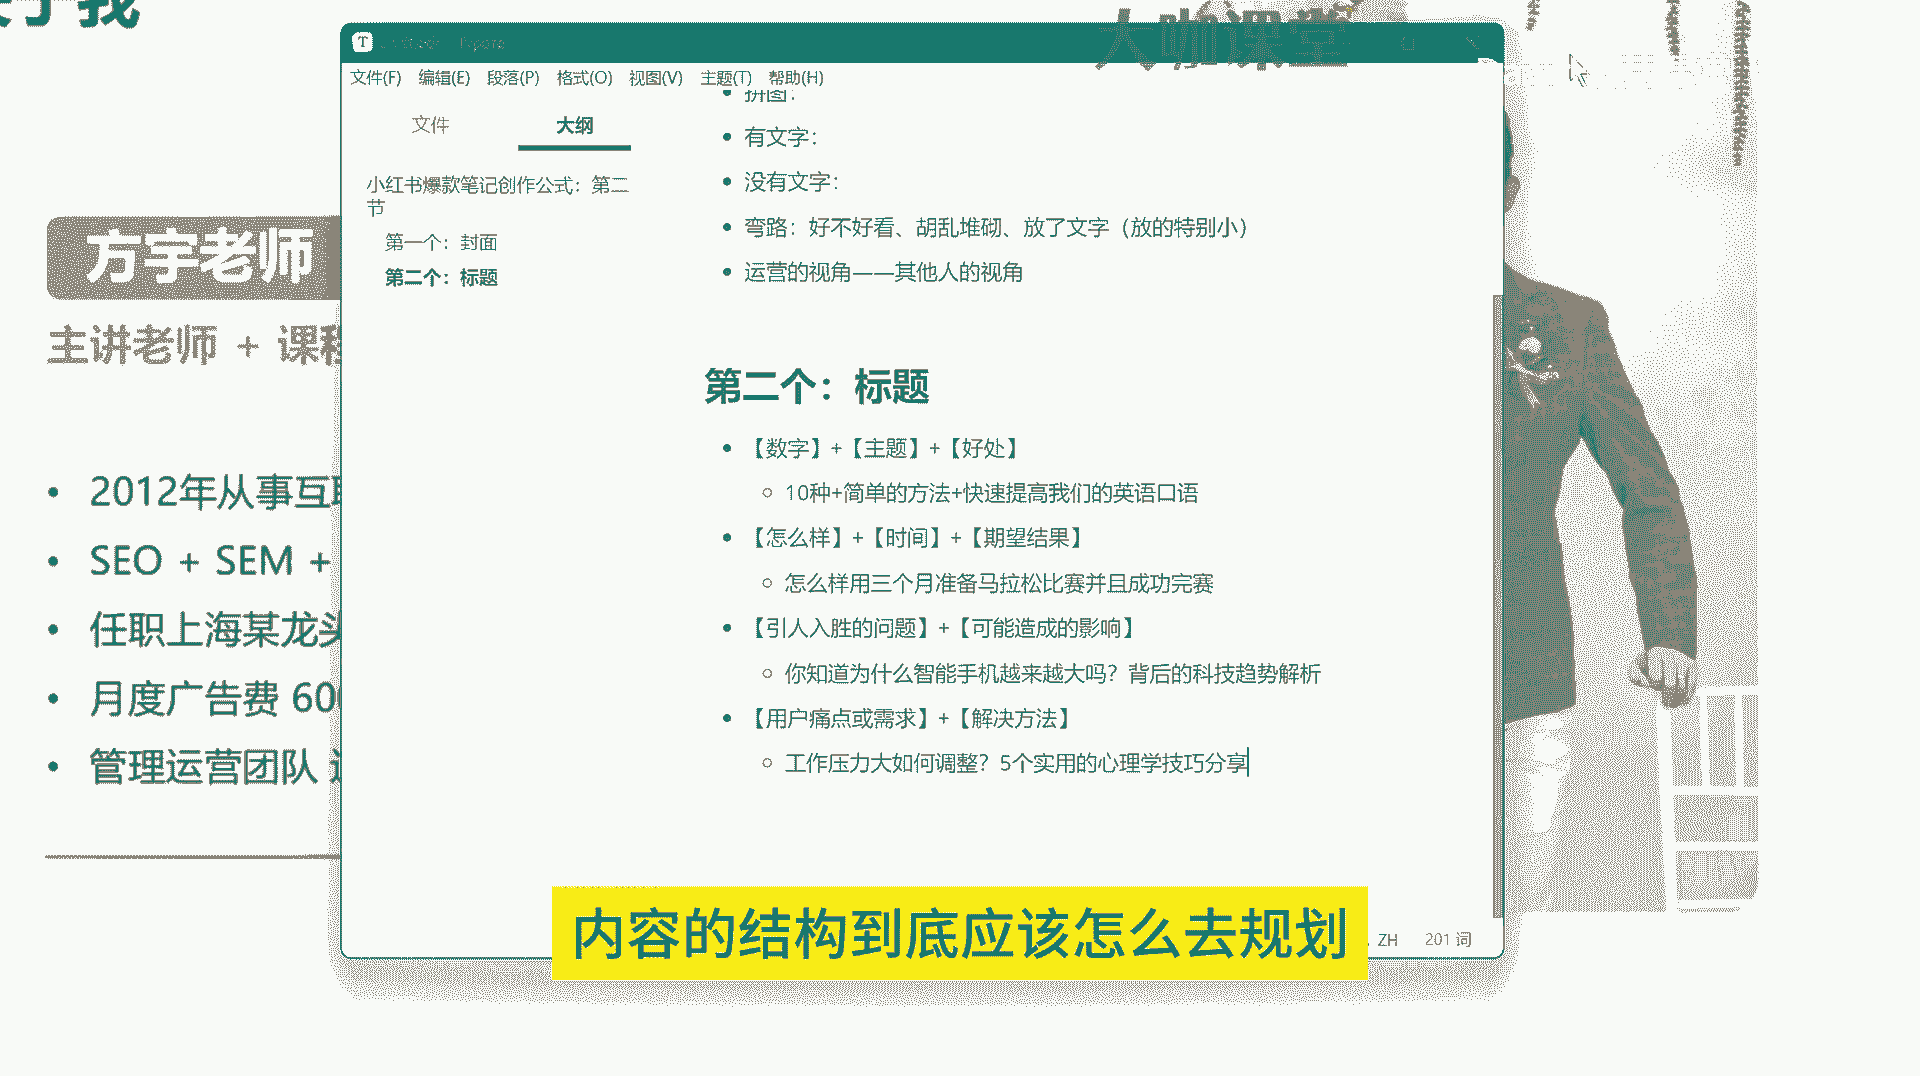 大咖课堂
文件(F) 编辑(E) 段落(P) 格式(O) 视图(V) 主题(T) 帮助(H)
文件 大纲
小红书爆款笔记创作公式：第二
节
第一个：封面
第二个：标题
拼图：
有文字：
没有文字：
弯路：好不好看、胡乱堆砌、放了文字（放的特别小）
运营的视角——其他人的视角
第二个：标题
【数字】+【主题】+【好处】
10种+简单的方法+快速提高我们的英语口语
【怎么样】+【时间】+【期望结果】
怎么样用三个月准备马拉松比赛并且成功完赛
【引人入胜的问题】+【可能造成的影响】
你知道为什么智能手机越来越大吗？背后的科技趋势解析
【用户痛点或需求】+【解决方法】
工作压力大如何调整？5个实用的心理学技巧分享
ZH 201 词
方宇老师
主讲老师 + 课程
2012年从事互联
SEO + SEM +
任职上海某龙头
月度广告费 600
管理运营团队
内容的结构到底应该怎么去规划